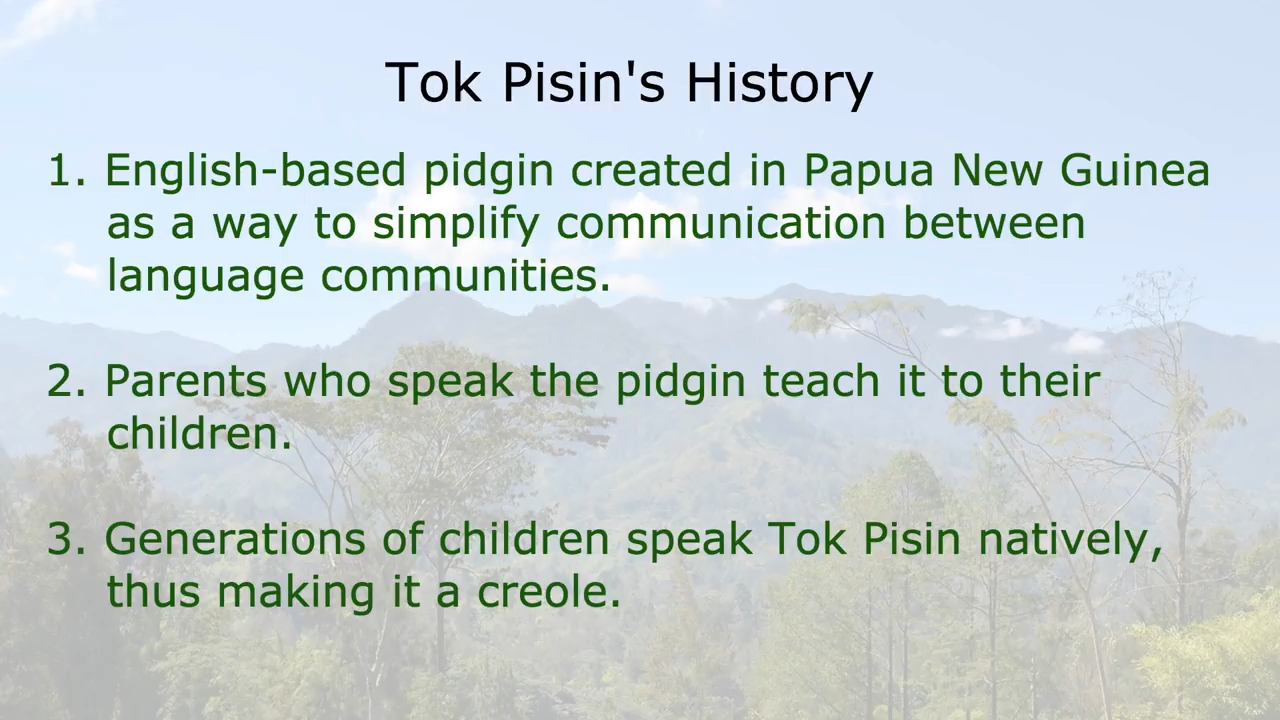 Tok Pisin's History
1. English-based pidgin created in Papua New Guinea
as a way to simplify communication between
language communities.
2. Parents who speak the pidgin teach it to their
children.
3. Generations of children speak Tok Pisin natively,
thus making it a creole.